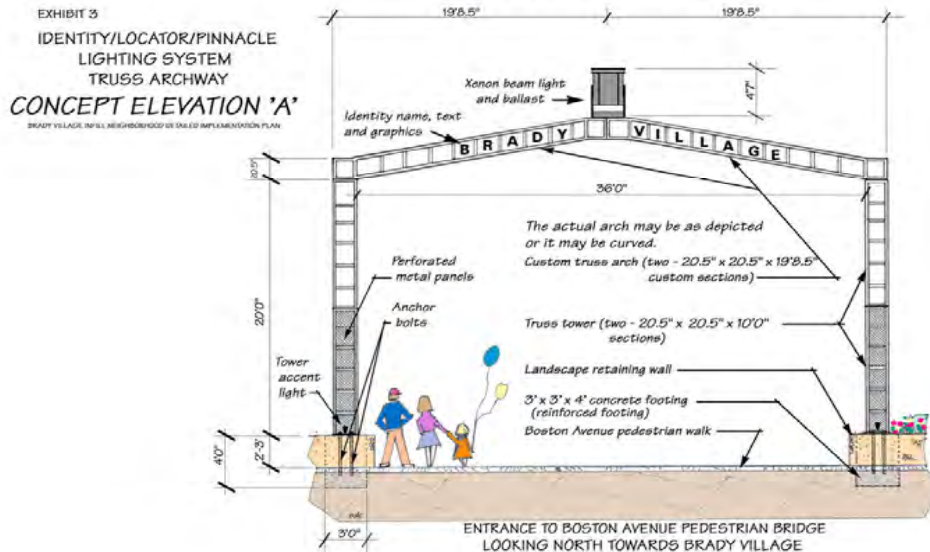 EXHIBIT 3
IDENTITY/LOCATOR/PINNACLE
LIGHTING SYSTEM
TRUSS ARCHWAY
CONCEPT ELEVATION 'A'
BRADY VILLAGE INFILL NEIGHBORHOOD DETAILED IMPLEMENTATION PLAN
19'8.5"
19'8.5"
Xenon beam light
and ballast
4'7"
Identity name, text
and graphics
BRADY VILLAGE
20.5"
36'0"
The actual arch may be as depicted
or it may be curved.
Custom truss arch (two - 20.5" x 20.5" x 19'8.5"
custom sections)
Perforated
metal panels
Anchor
bolts
20'0"
Truss tower (two - 20.5" x 20.5" x 10'0"
sections)
Tower
accent
light
Landscape retaining wall
3' x 3' x 4' concrete footing
(reinforced footing)
Boston Avenue pedestrian walk
4'0"
2'-3'
3'0"
ENTRANCE TO BOSTON AVENUE PEDESTRIAN BRIDGE
LOOKING NORTH TOWARDS BRADY VILLAGE